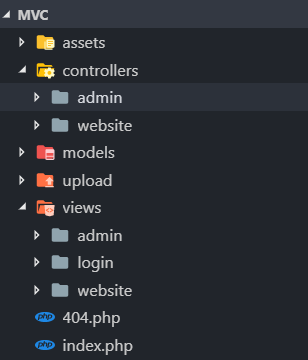 MVC
assets
controllers
admin
website
models
upload
views
admin
login
website
php 404.php
php index.php